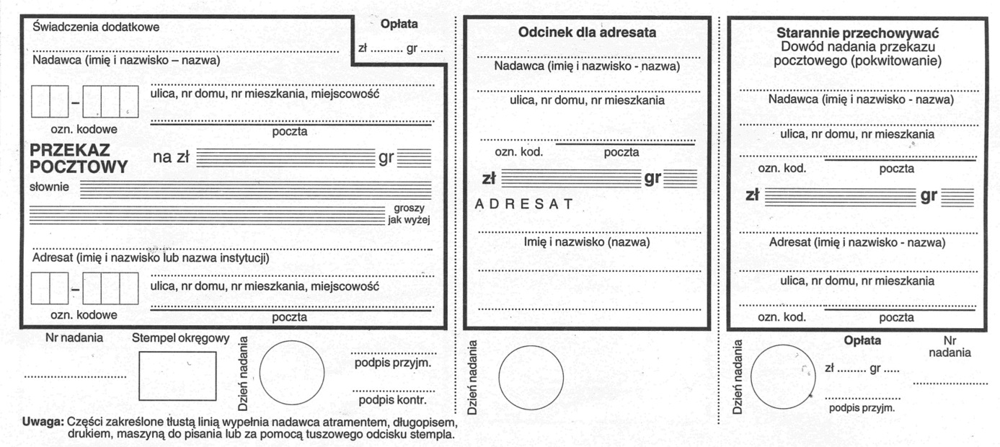 Świadczenia dodatkowe
Opłata
zł .......... gr ......
Nadawca (imię i nazwisko – nazwa)
–
ulica, nr domu, nr mieszkania, miejscowość
ozn. kodowe
poczta
PRZEKAZ
POCZTOWY
na zł
gr
słownie
groszy
jak wyżej
Adresat (imię i nazwisko lub nazwa instytucji)
–
ulica, nr domu, nr mieszkania, miejscowość
ozn. kodowe
poczta
Nr nadania
Stempel okręgowy
Dzień nadania
podpis przyjm.
podpis kontr.
Uwaga: Części zakreślone tłustą linią wypełnia nadawca atramentem, długopisem,
drukiem, maszyną do pisania lub za pomocą tuszowego odcisku stempla.
Odcinek dla adresata
Nadawca (imię i nazwisko - nazwa)
ulica, nr domu, nr mieszkania
ozn. kod.
poczta
zł
gr
ADRESAT
Imię i nazwisko (nazwa)
Dzień nadania
Starannie przechowywać
Dowód nadania przekazu
pocztowego (pokwitowanie)
Nadawca (imię i nazwisko - nazwa)
ulica, nr domu, nr mieszkania
ozn. kod.
poczta
zł
gr
Adresat (imię i nazwisko - nazwa)
ulica, nr domu, nr mieszkania
ozn. kod.
poczta
Dzień nadania
Opłata
zł ......... gr .....
podpis przyjm.
Nr
nadania